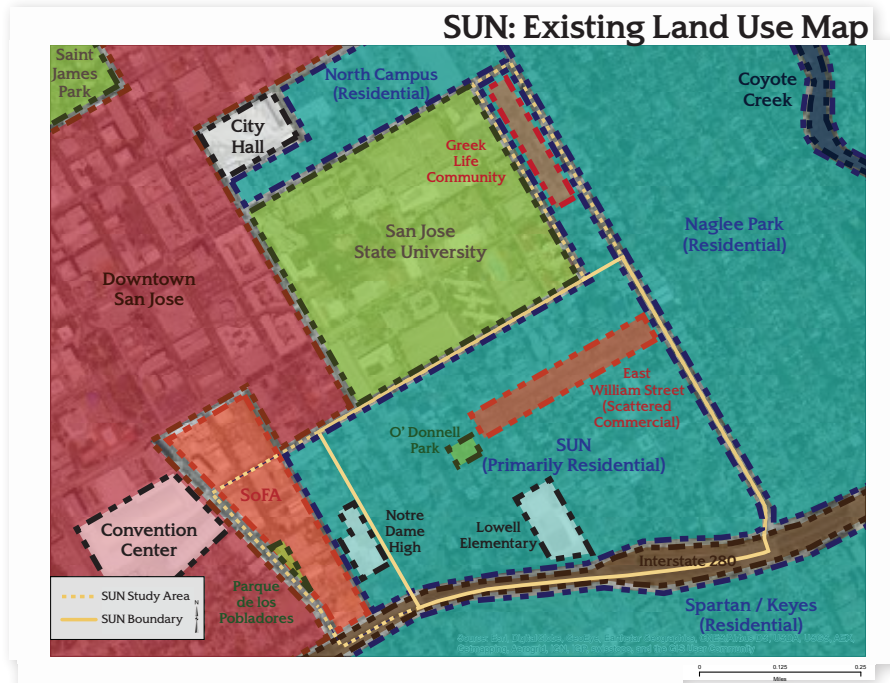 SUN: Existing Land Use Map
Saint
James
Park
North Campus
(Residential)
Coyote
Creek
City
Hall
Greek
Life
Community
San Jose
State University
Naglee Park
(Residential)
Downtown
San Jose
East
William Street
(Scattered
Commercial)
O' Donnell
Park
SUN
(Primarily Residential)
SoFA
Convention
Center
Notre
Dame
High
Lowell
Elementary
Interstate 280
Parque
de los
Pobladores
Spartan / Keyes
(Residential)
SUN Study Area
SUN Boundary
N
0 0.125 0.25
Miles